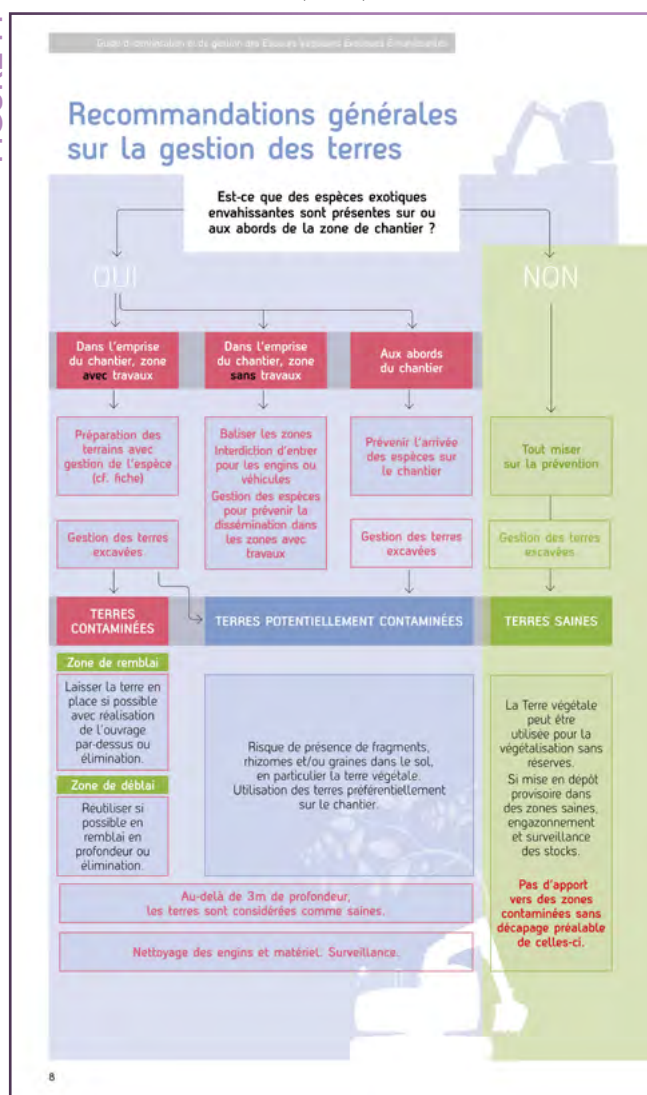 Guide d'identification et de gestion des Espèces Végétales Exotiques Envahissantes
Recommandations générales
sur la gestion des terres
Est-ce que des espèces exotiques
envahissantes sont présentes sur ou
aux abords de la zone de chantier ?
OUI
NON
Dans l'emprise
du chantier, zone
avec travaux
Dans l'emprise
du chantier, zone
sans travaux
Aux abords
du chantier
Préparation des
terrains avec
gestion de l'espèce
(cf. fiche)
Baliser les zones
Interdiction d'entrer
pour les engins ou
véhicules
Gestion des espèces
pour prévenir la
dissémination dans
les zones avec
travaux
Prévenir l'arrivée
des espèces sur
le chantier
Tout miser
sur la prévention
Gestion des terres
excavées
Gestion des terres
excavées
Gestion des terres
excavées
TERRES
CONTAMINÉES
TERRES POTENTIELLEMENT CONTAMINÉES
TERRES SAINES
Zone de remblai
Laisser la terre en
place si possible
avec réalisation
de l'ouvrage
par-dessus ou
élimination.
Zone de déblai
Réutiliser si
possible en
remblai en
profondeur ou
élimination.
Risque de présence de fragments,
rhizomes et/ou graines dans le sol,
en particulier la terre végétale.
Utilisation des terres préférentiellement
sur le chantier.
La Terre végétale
peut être
utilisée pour la
végétalisation sans
réserves.
Si mise en dépôt
provisoire dans
des zones saines,
engazonnement
et surveillance
des stocks.
Pas d'apport
vers des zones
contaminées sans
décapage préalable
de celles-ci.
Au-delà de 3m de profondeur,
les terres sont considérées comme saines.
Nettoyage des engins et matériel. Surveillance.
8